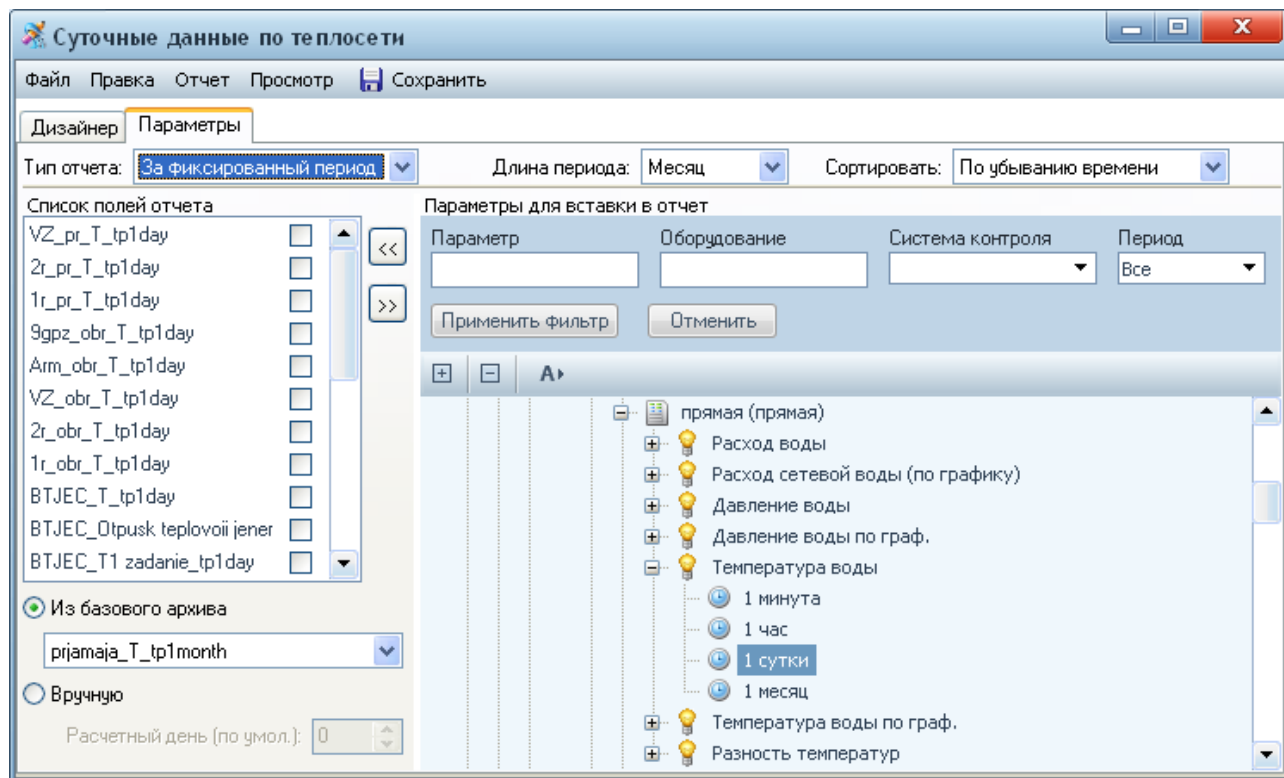 Суточные данные по теплосети
Файл Правка Отчет Просмотр Сохранить
Дизайнер Параметры
Тип отчета: За фиксированный период Длина периода: Месяц Сортировать: По убыванию времени
Список полей отчета
VZ_pr_T_tp1day
2r_pr_T_tp1day
1r_pr_T_tp1day
9gpz_obr_T_tp1day
Arm_obr_T_tp1day
VZ_obr_T_tp1day
2r_obr_T_tp1day
1r_obr_T_tp1day
BTJEC_T_tp1day
BTJEC_Otpusk teplovoii jener
BTJEC_T1 zadanie_tp1day
<<
>>
Из базового архива
prjamaja_T_tp1month
Вручную
Расчетный день (по умол.): 0
Параметры для вставки в отчет
Параметр Оборудование Система контроля Период
Все
Применить фильтр Отменить
A
прямая (прямая)
Расход воды
Расход сетевой воды (по графику)
Давление воды
Давление воды по граф.
Температура воды
1 минута
1 час
1 сутки
1 месяц
Температура воды по граф.
Разность температур